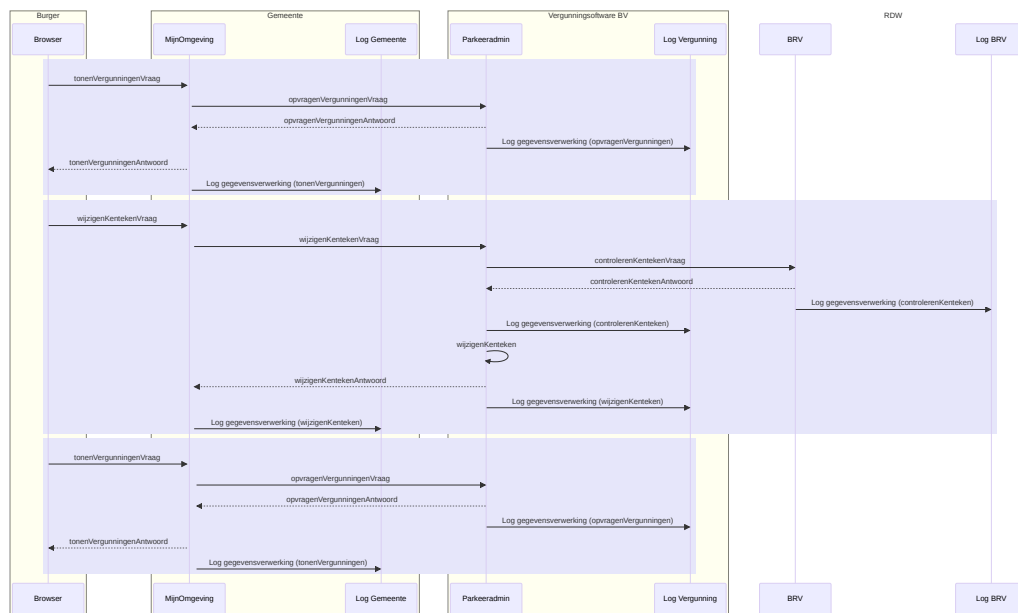 Burger
Gemeente
Vergunningsoftware BV
RDW
Browser
MijnOmgeving
Log Gemeente
Parkeeradmin
Log Vergunning
BRV
Log BRV
tonenVergunningenVraag
opvragenVergunningenVraag
opvragenVergunningenAntwoord
Log gegevensverwerking (opvragenVergunningen)
tonenVergunningenAntwoord
Log gegevensverwerking (tonenVergunningen)
wijzigenKentekenVraag
wijzigenKentekenVraag
controlerenKentekenVraag
controlerenKentekenAntwoord
Log gegevensverwerking (controlerenKenteken)
Log gegevensverwerking (controlerenKenteken)
wijzigenKenteken
wijzigenKentekenAntwoord
Log gegevensverwerking (wijzigenKenteken)
Log gegevensverwerking (wijzigenKenteken)
tonenVergunningenVraag
opvragenVergunningenVraag
opvragenVergunningenAntwoord
Log gegevensverwerking (opvragenVergunningen)
tonenVergunningenAntwoord
Log gegevensverwerking (tonenVergunningen)
Browser
MijnOmgeving
Log Gemeente
Parkeeradmin
Log Vergunning
BRV
Log BRV